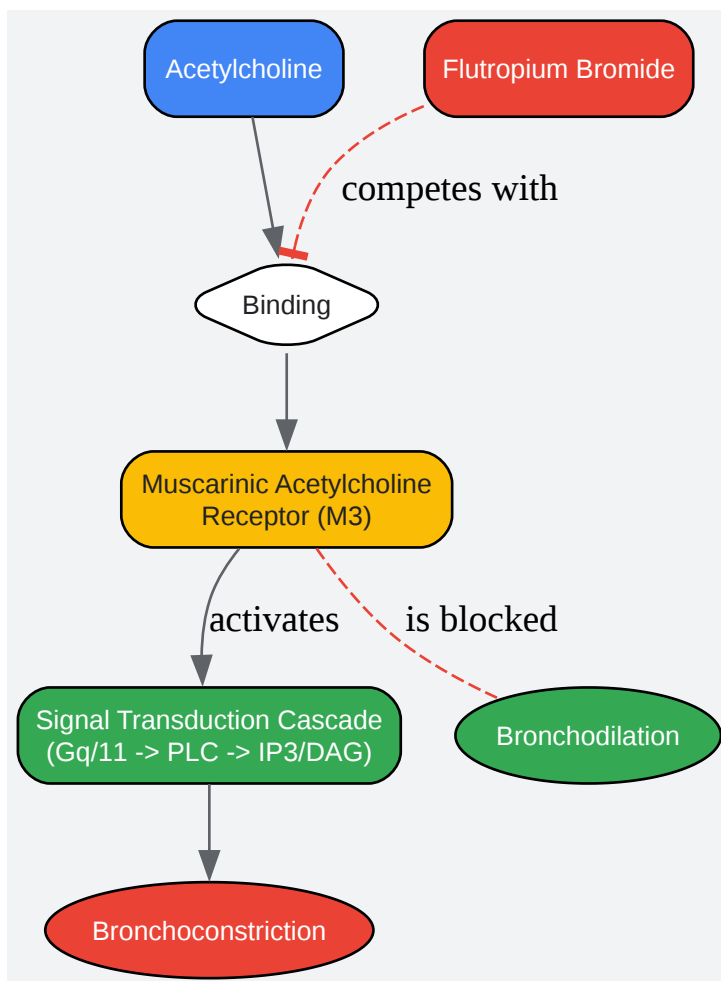 Acetylcholine
Flutropium Bromide
competes with
Binding
Muscarinic Acetylcholine
Receptor (M3)
activates
is blocked
Signal Transduction Cascade
(Gq/11 -> PLC -> IP3/DAG)
Bronchodilation
Bronchoconstriction